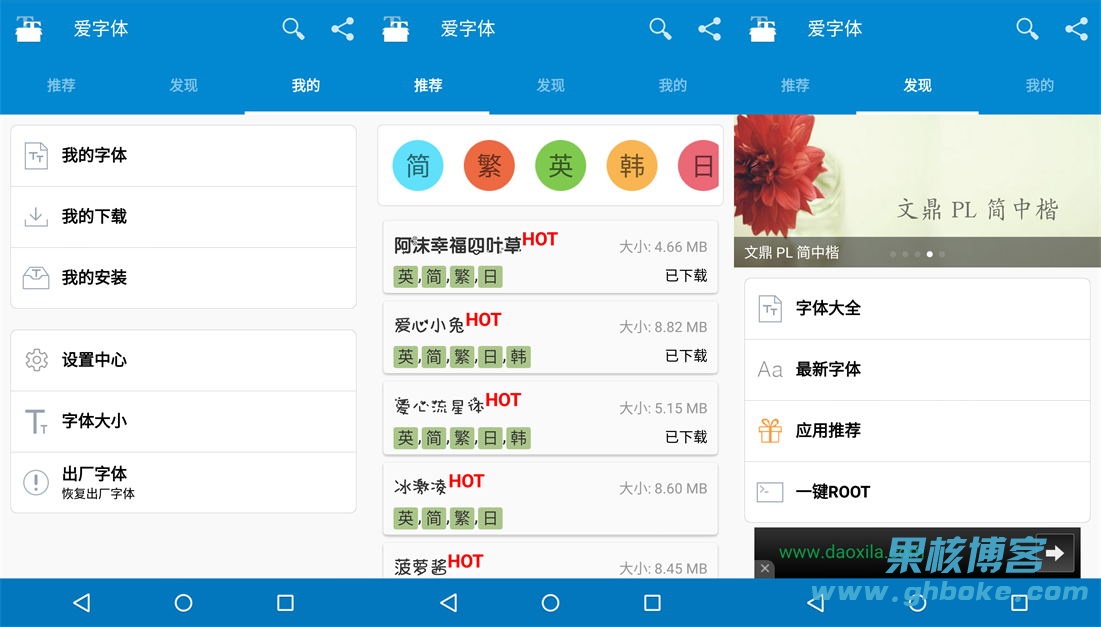 爱字体
推荐 发现 我的
我的字体
我的下载
我的安装
设置中心
字体大小
出厂字体
恢复出厂字体
爱字体
推荐 发现 我的
简 繁 英 韩 日
阿沫幸福四叶草HOT 大小: 4.66 MB
英,简,繁,日 已下载
爱心小兔HOT 大小: 8.82 MB
英,简,繁,日,韩 已下载
爱心流星体HOT 大小: 5.15 MB
英,简,繁,日,韩 已下载
冰激凌HOT 大小: 8.60 MB
英,简,繁,日
菠萝酱HOT 大小: 8.45 MB
爱字体
推荐 发现 我的
文鼎 PL 简中楷
文鼎 PL 简中楷
字体大全
Aa 最新字体
应用推荐
一键ROOT
www.daoxila.
果核博客
www.ghboke.com